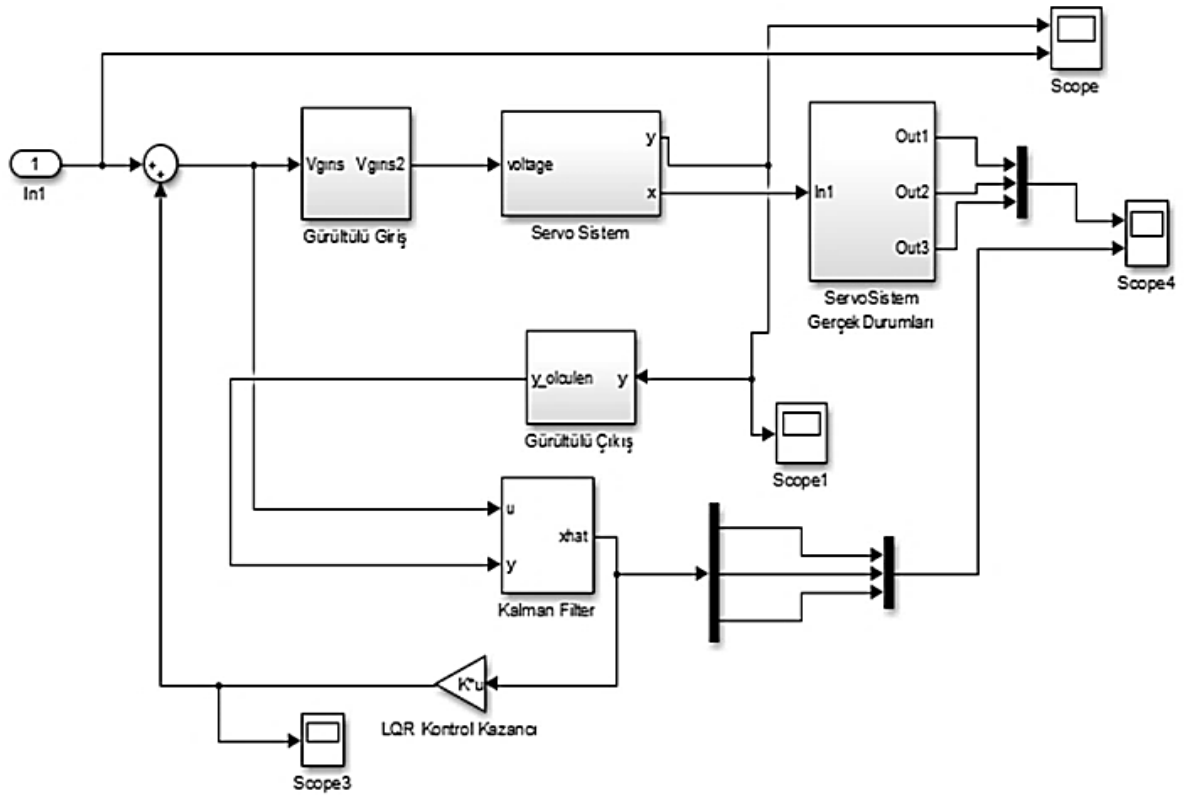 Scope
1
In1
Vgırıs Vgırıs2
Gürültülü Giriş
voltage
y
x
Servo Sistem
In1
Out1
Out2
Out3
ServoSistem
Gerçek Durumları
Scope4
y_olculen y
Gürültülü Çıkış
Scope1
u
y
xhat
Kalman Filter
K*u
LQR Kontrol Kazancı
Scope3